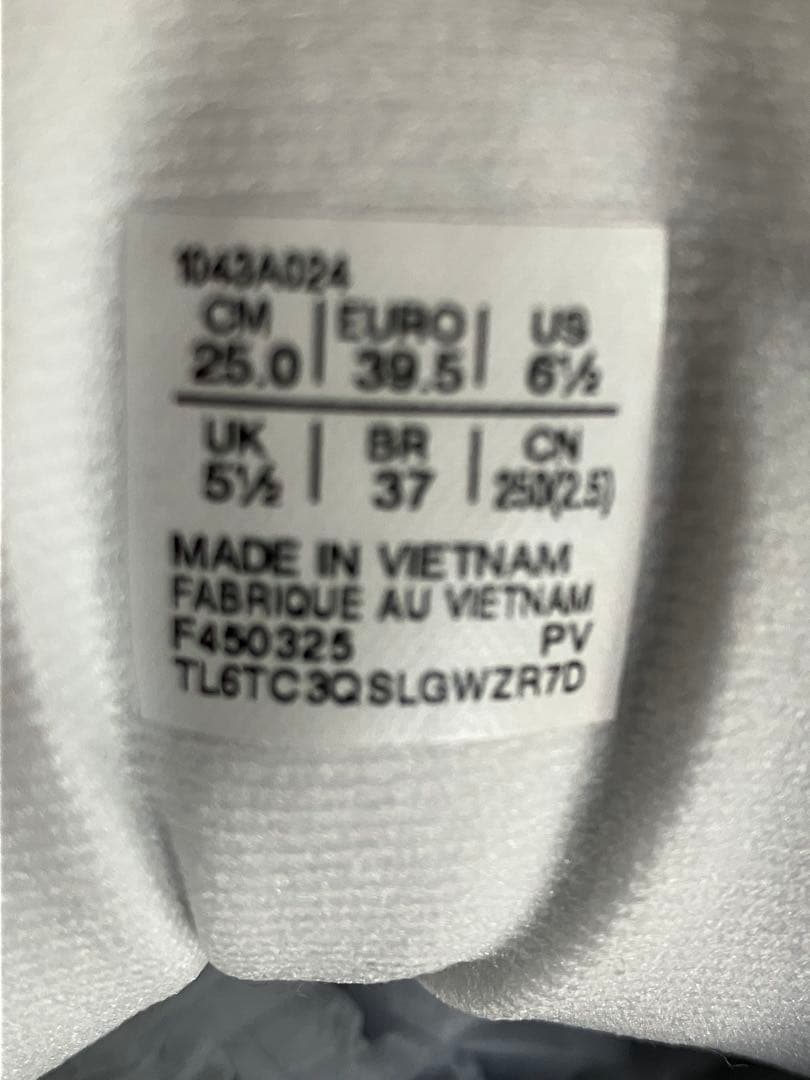 1043A024
CM | EURO | US
25.0 | 39.5 | 6½
UK | BR | CN
5½ | 37 | 250(2.5)
MADE IN VIETNAM
FABRIQUE AU VIETNAM
F450325 PV
TL6TC3QSLGWZR7D